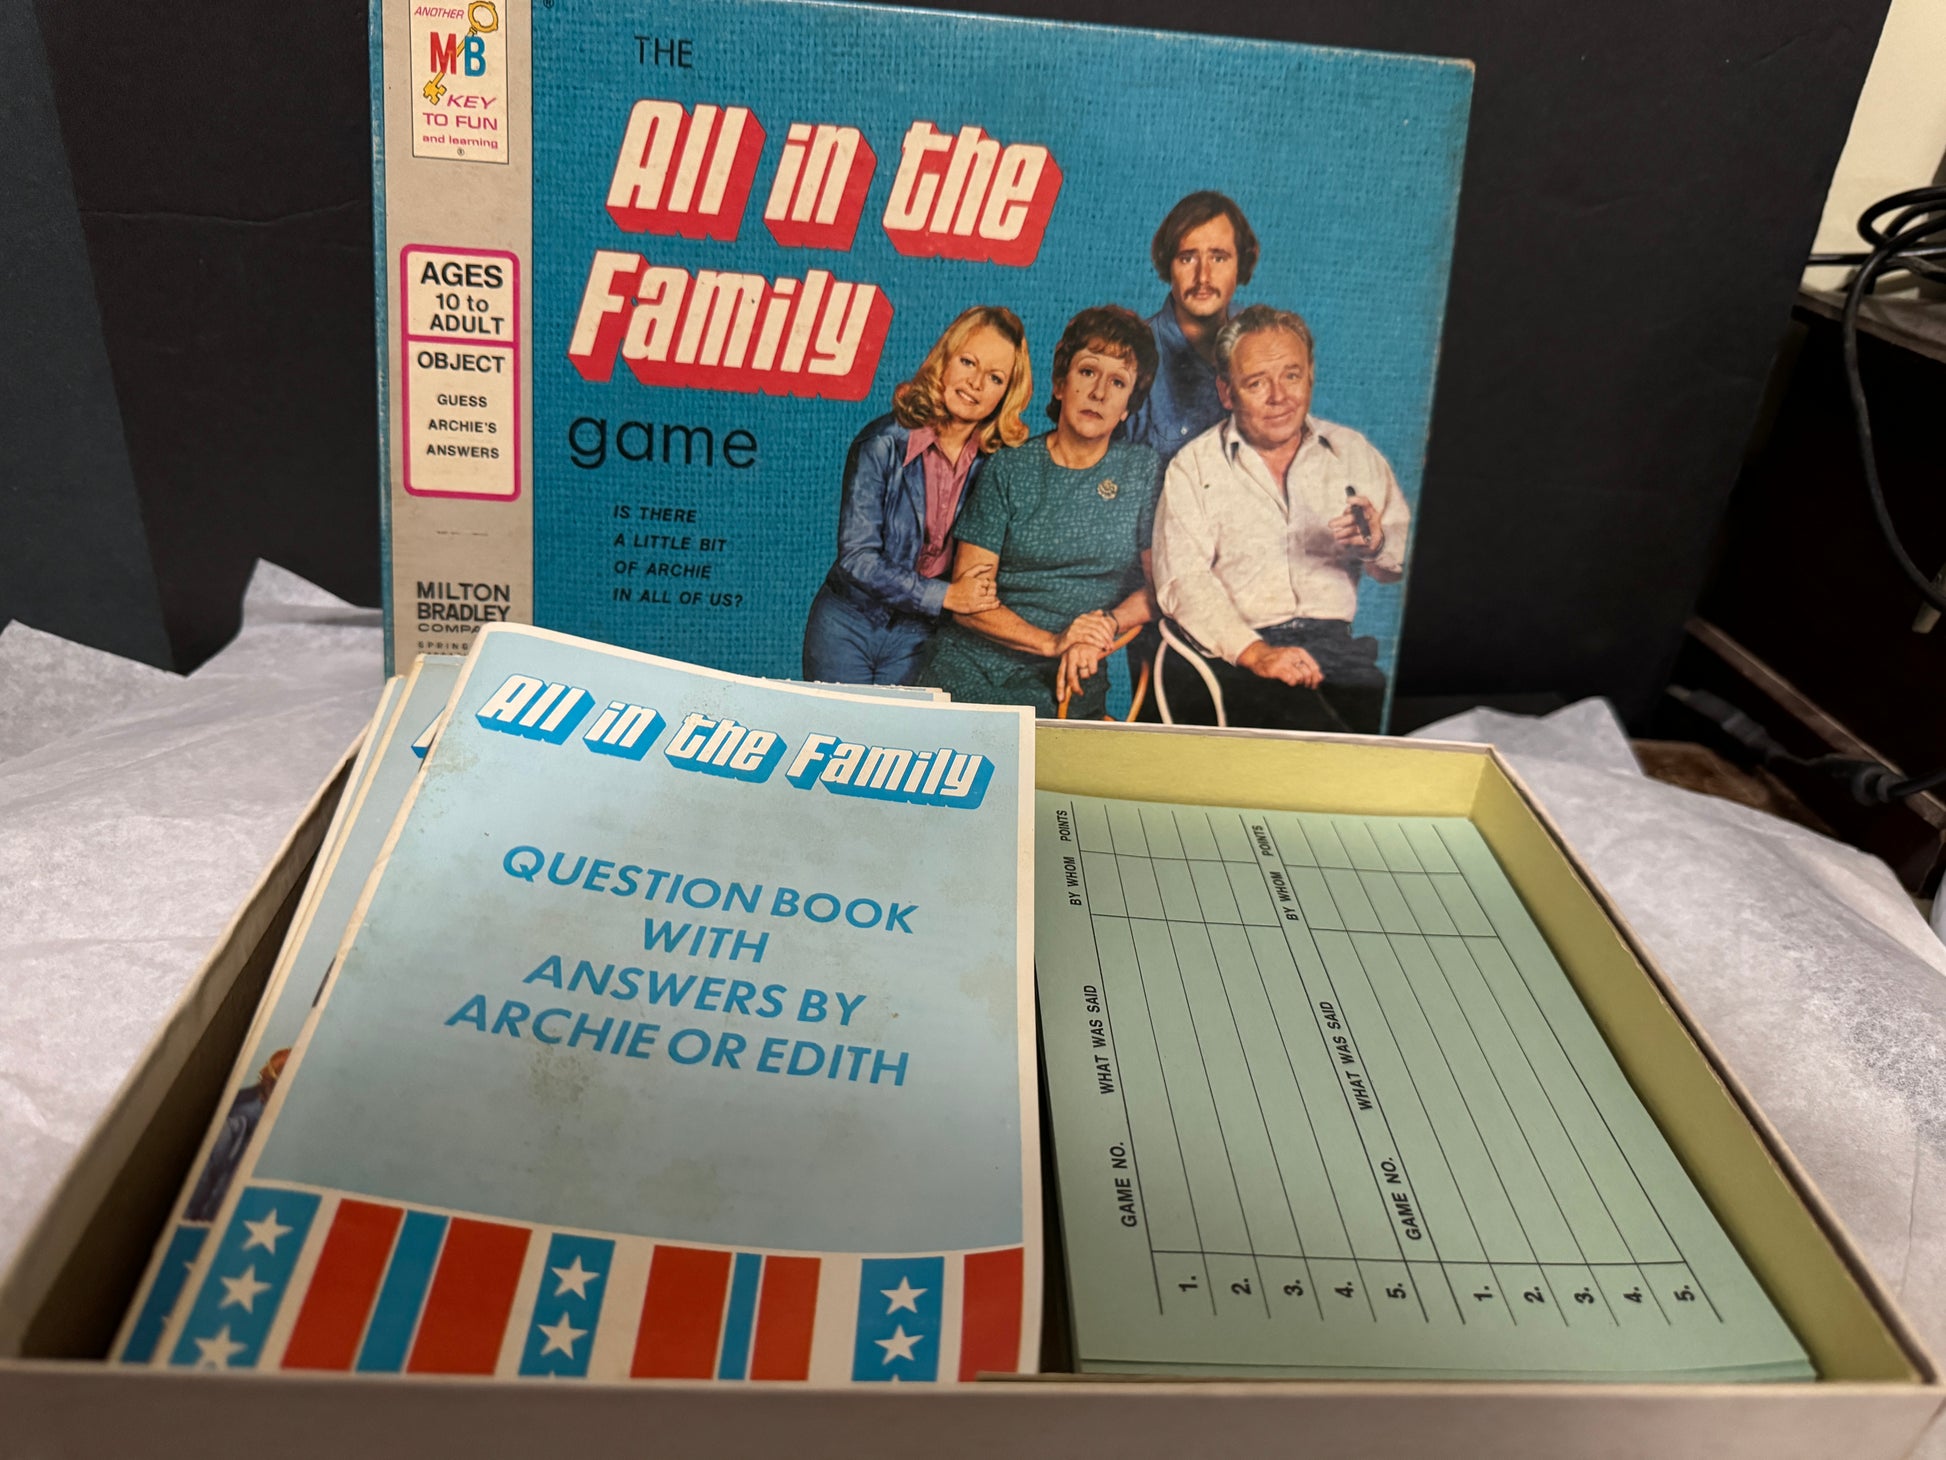 ANOTHER
MB
KEY
TO FUN
and learning
®
®
THE
All in the
Family
game
AGES
10 to
ADULT
OBJECT
GUESS
ARCHIE'S
ANSWERS
IS THERE
A LITTLE BIT
OF ARCHIE
IN ALL OF US?
MILTON
BRADLEY
All in the Family
QUESTION BOOK
WITH
ANSWERS BY
ARCHIE OR EDITH
GAME NO. WHAT WAS SAID BY WHOM POINTS
1.
2.
3.
4.
5.
GAME NO. WHAT WAS SAID BY WHOM POINTS
1.
2.
3.
4.
5.